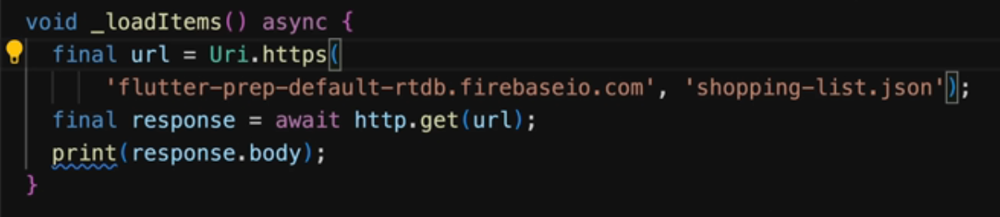 void _loadItems() async {
final url = Uri.https(
'flutter-prep-default-rtdb.firebaseio.com', 'shopping-list.json');
final response = await http.get(url);
print(response.body);
}